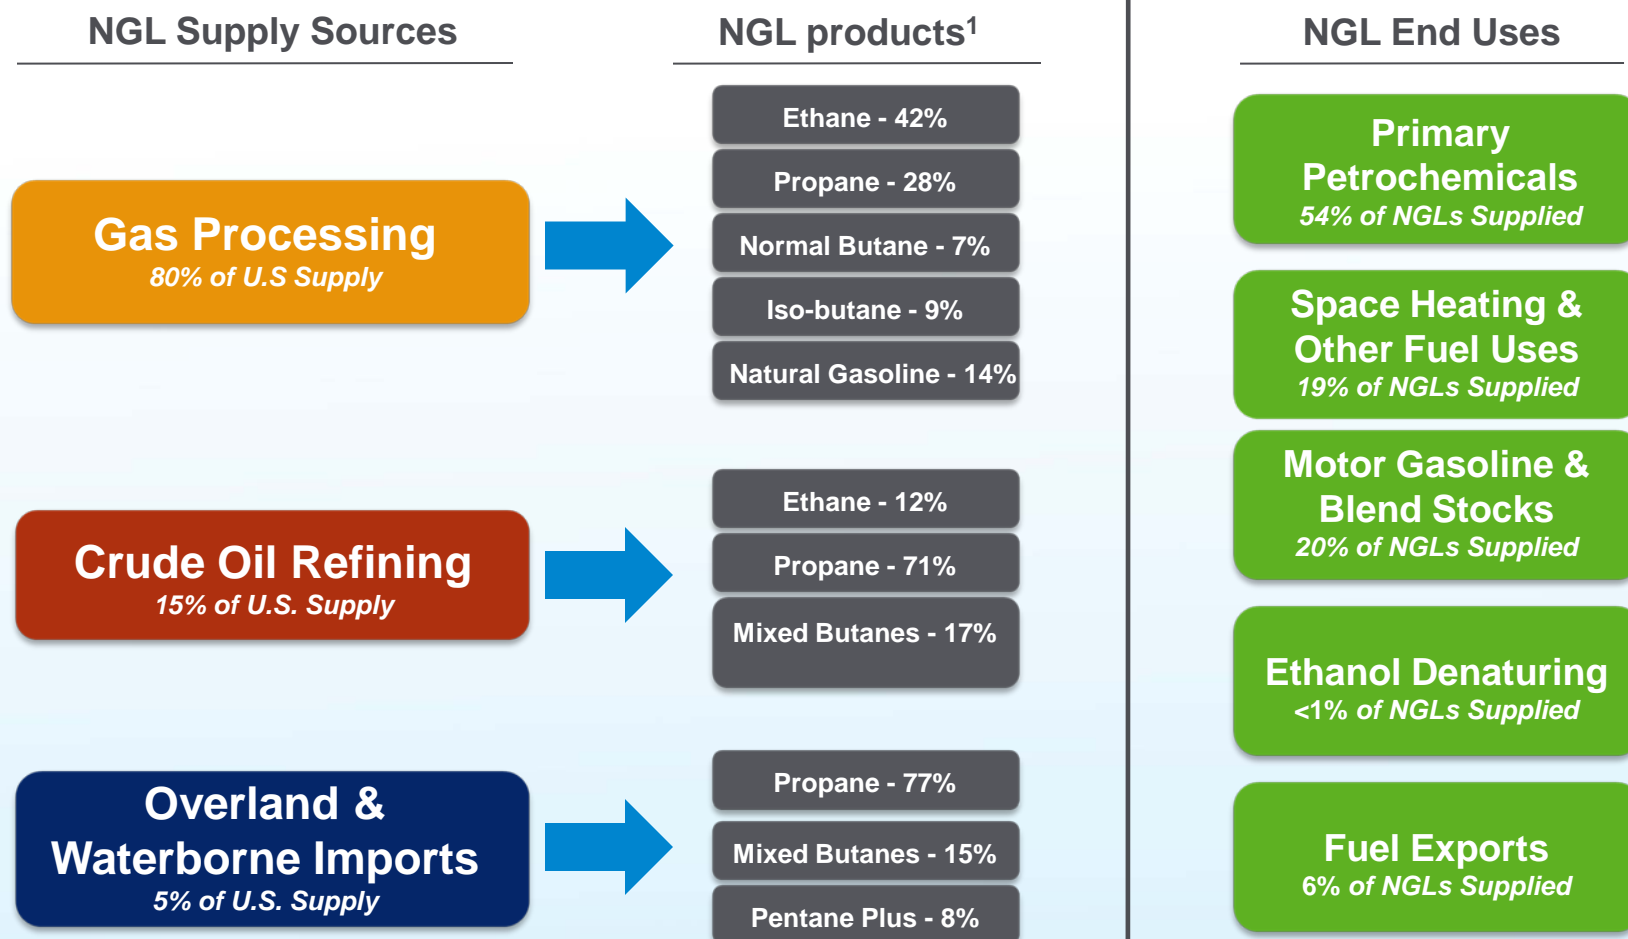 NGL Supply Sources
NGL products¹
NGL End Uses
Gas Processing
80% of U.S Supply
Ethane - 42%
Propane - 28%
Normal Butane - 7%
Iso-butane - 9%
Natural Gasoline - 14%
Crude Oil Refining
15% of U.S. Supply
Ethane - 12%
Propane - 71%
Mixed Butanes - 17%
Overland &
Waterborne Imports
5% of U.S. Supply
Propane - 77%
Mixed Butanes - 15%
Pentane Plus - 8%
Primary
Petrochemicals
54% of NGLs Supplied
Space Heating &
Other Fuel Uses
19% of NGLs Supplied
Motor Gasoline &
Blend Stocks
20% of NGLs Supplied
Ethanol Denaturing
<1% of NGLs Supplied
Fuel Exports
6% of NGLs Supplied